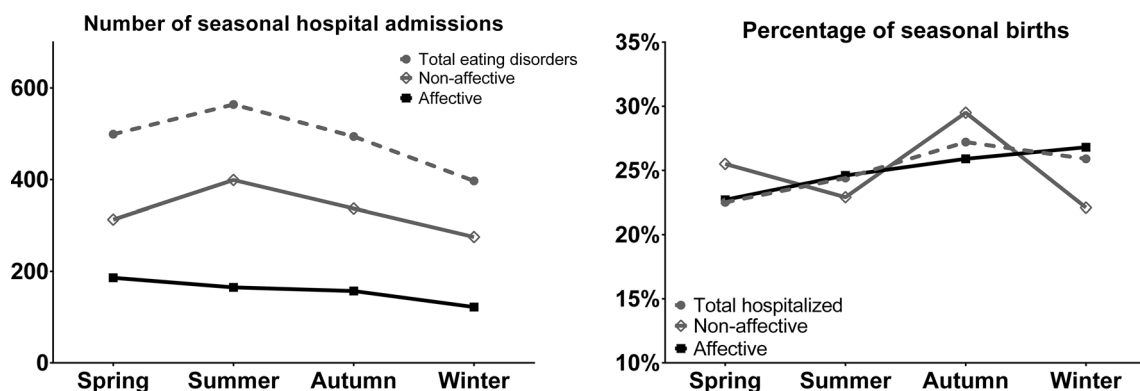 Number of seasonal hospital admissions
Total eating disorders
Non-affective
Affective
600
400
200
0
Spring Summer Autumn Winter
Percentage of seasonal births
35%
30%
25%
20%
15%
10%
Total hospitalized
Non-affective
Affective
Spring Summer Autumn Winter